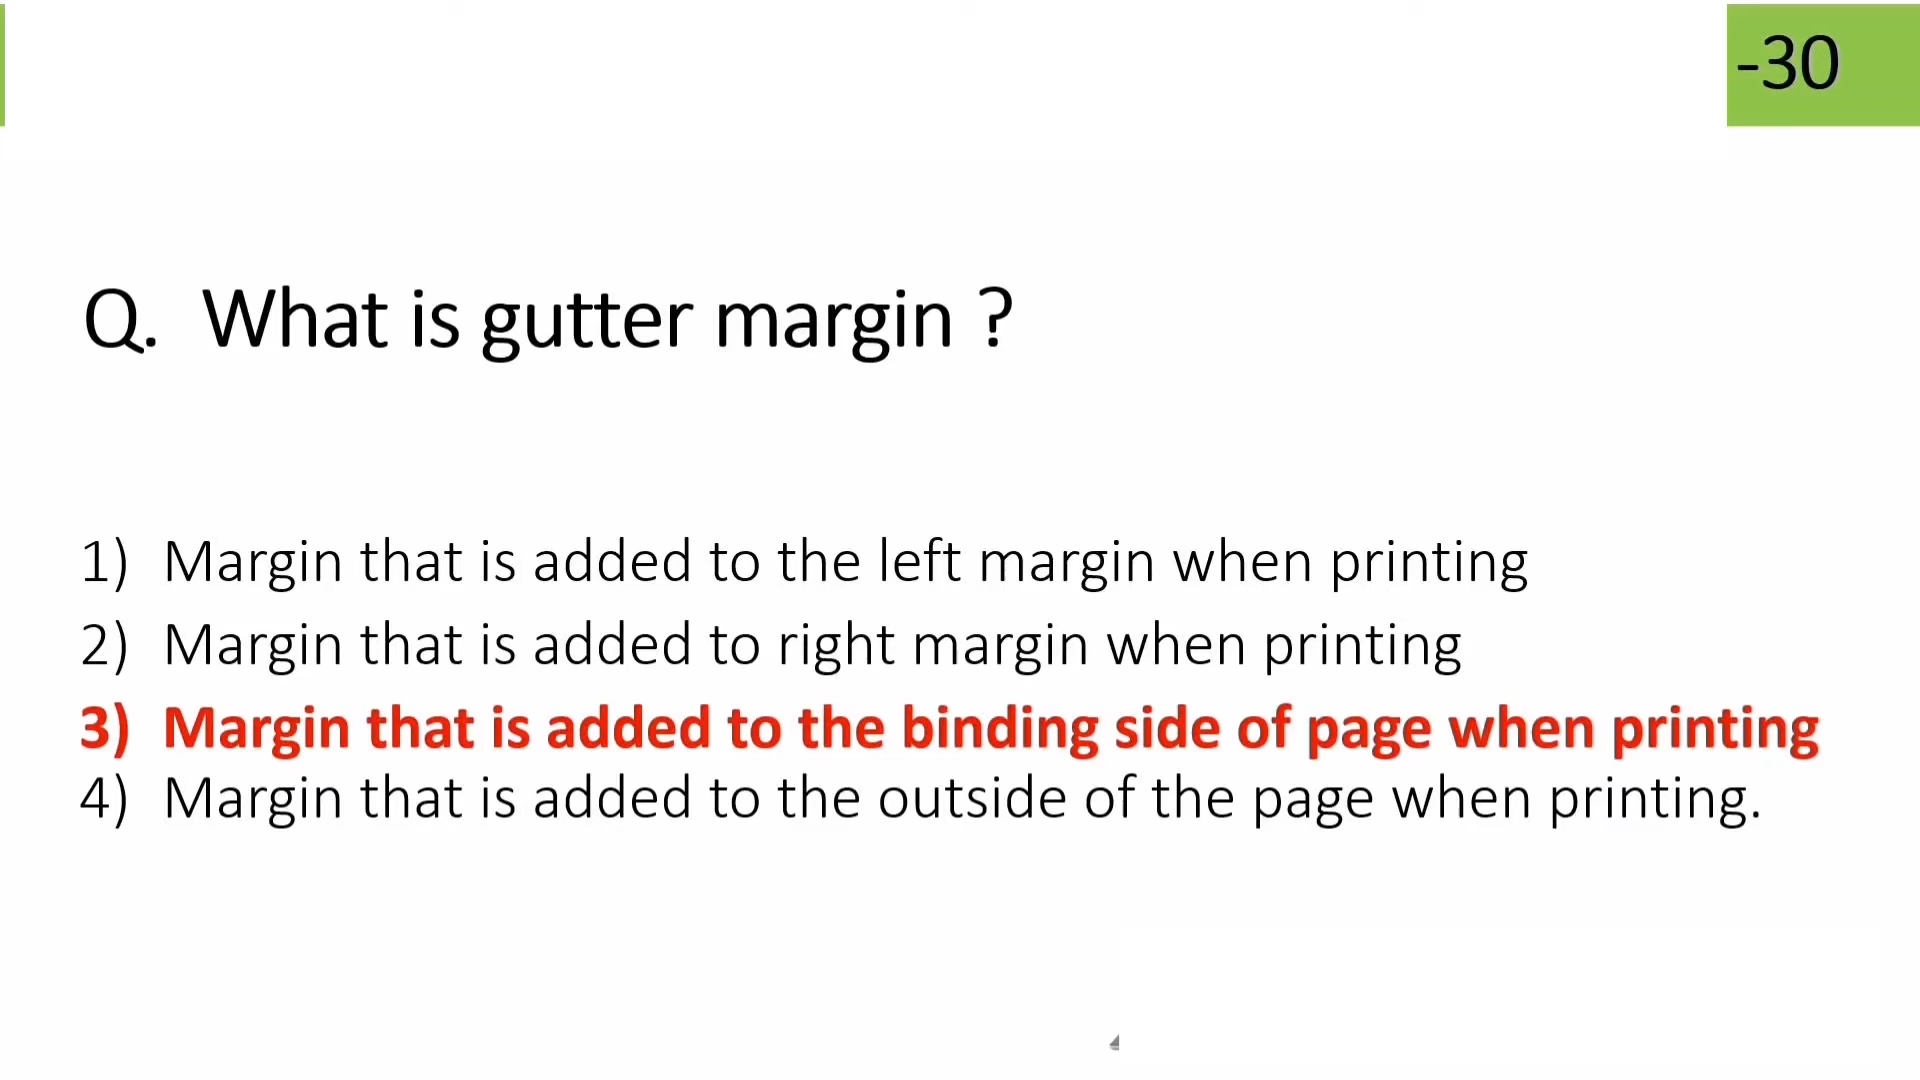 -30
Q. What is gutter margin ?
1) Margin that is added to the left margin when printing
2) Margin that is added to right margin when printing
3) Margin that is added to the binding side of page when printing
4) Margin that is added to the outside of the page when printing.